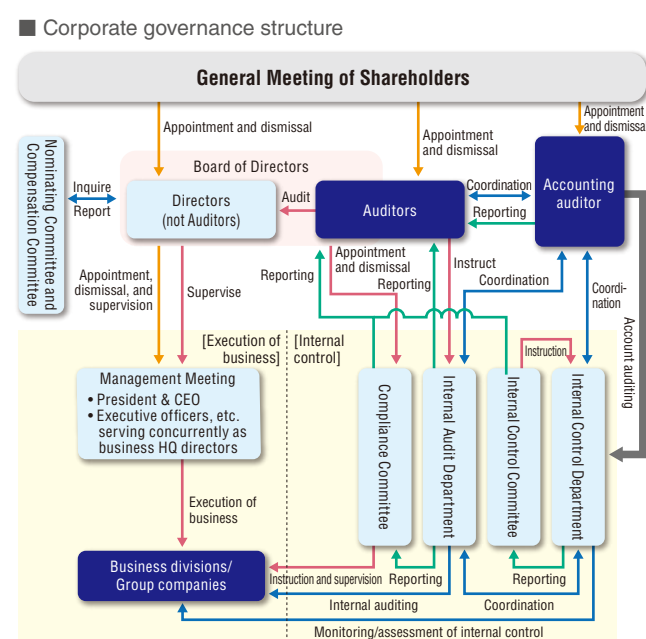 ■ Corporate governance structure
General Meeting of Shareholders
Appointment and dismissal
Appointment
and dismissal
Appointment
and dismissa
Nominating Committee and
Compensation Committee
Inquire
Report
Board of Directors
Directors
(not Auditors)
Audit
Auditors
Coordination
Reporting
Accounting
auditor
Appointment,
dismissal, and
supervision
Supervise
Reporting
Appointment
and dismissal
Reporting
Instruct
Coordination
Coordi-
nation
Account auditing
[Execution of
business]
[Internal
control]
Instruction
Management Meeting
• President & CEO
• Executive officers, etc.
serving concurrently as
business HQ directors
Compliance Committee
Internal Audit Department
Internal Control Committee
Internal Control Department
Execution of
business
Business divisions/
Group companies
Instruction and supervision
Reporting
Reporting
Internal auditing
Coordination
Monitoring/assessment of internal control